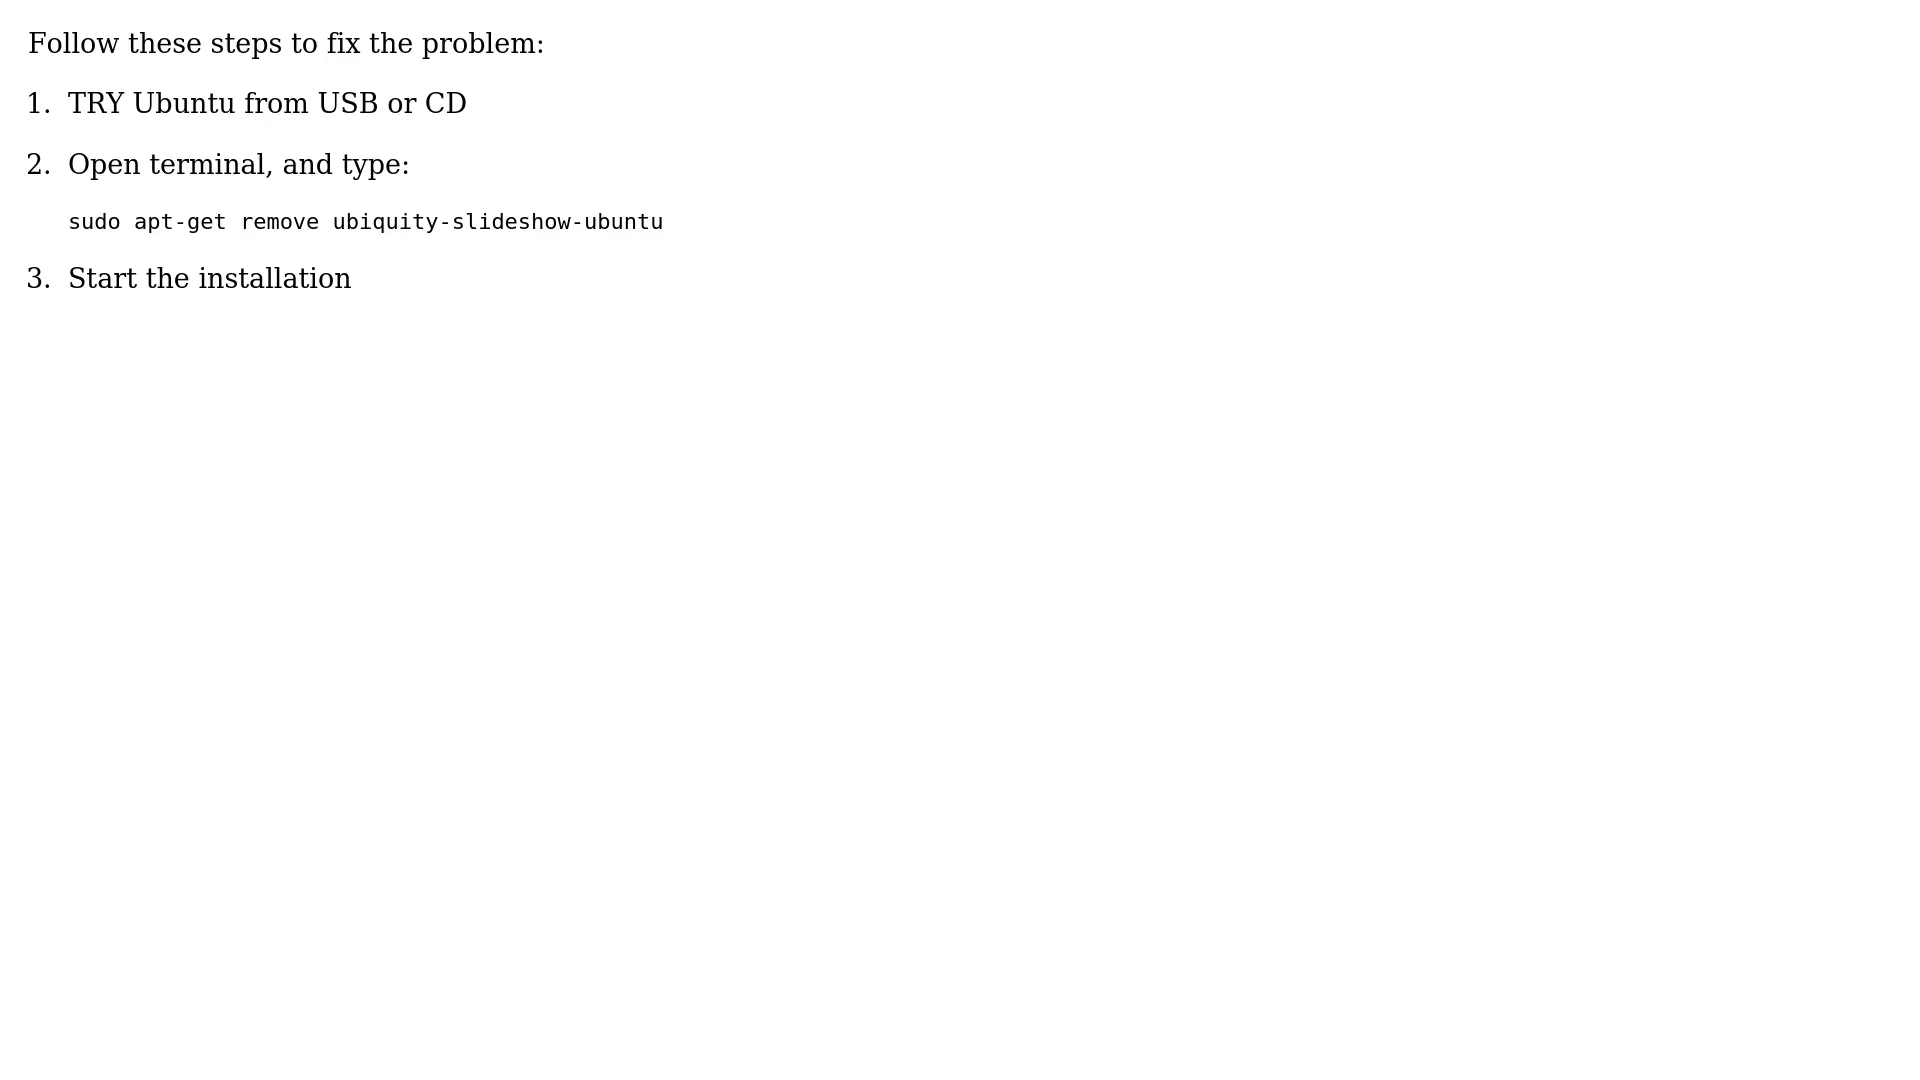 Follow these steps to fix the problem:
1. TRY Ubuntu from USB or CD
2. Open terminal, and type:
sudo apt-get remove ubiquity-slideshow-ubuntu
3. Start the installation